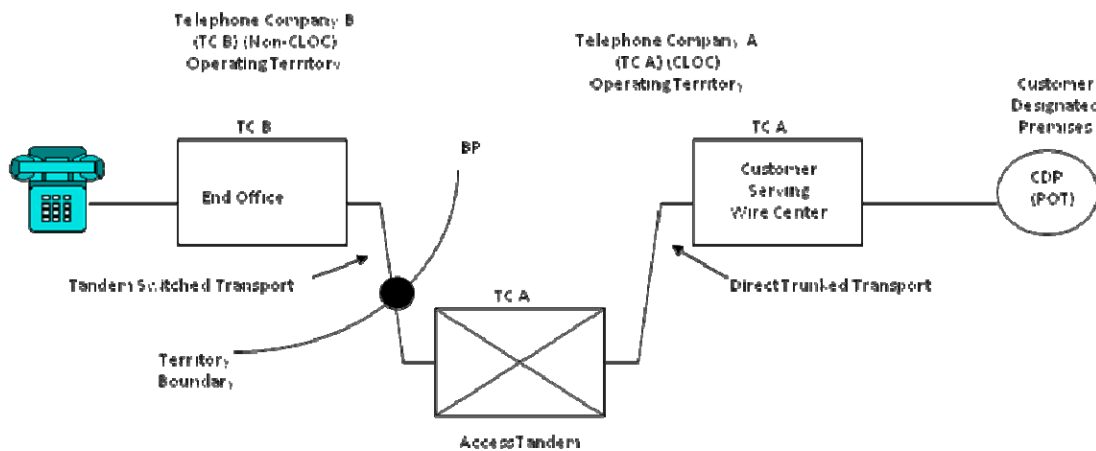 Telephone Company B
(TC B) (Non-CLOC)
Operating Territory
Telephone Company A
(TC A) (CLOC)
Operating Territory
Customer
Designated
Premises
TC B
End Office
BP
TC A
Customer
Serving
Wire Center
CDP
(POT)
Tandem Switched Transport
TC A
Direct Trunked Transport
Territory
Boundary
Access Tandem